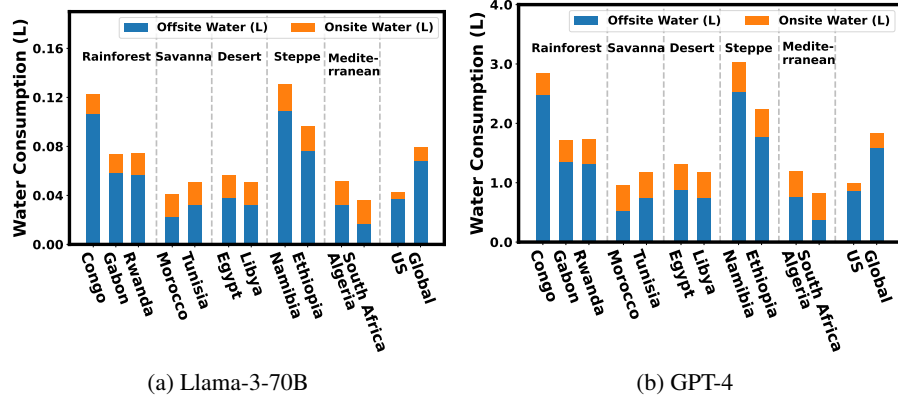 Offsite Water (L) Onsite Water (L)
Water Consumption (L)
0.16
0.12
0.08
0.04
0.00
Rainforest Savanna Desert Steppe Medite-
rranean
Congo
Gabon
Rwanda
Morocco
Tunisia
Egypt
Libya
Namibia
Ethiopia
Algeria
South Africa
US
Global
(a) Llama-3-70B
Offsite Water (L) Onsite Water (L)
Water Consumption (L)
4.0
3.0
2.0
1.0
0.0
Rainforest Savanna Desert Steppe Medite-
rranean
Congo
Gabon
Rwanda
Morocco
Tunisia
Egypt
Libya
Namibia
Ethiopia
Algeria
South Africa
US
Global
(b) GPT-4